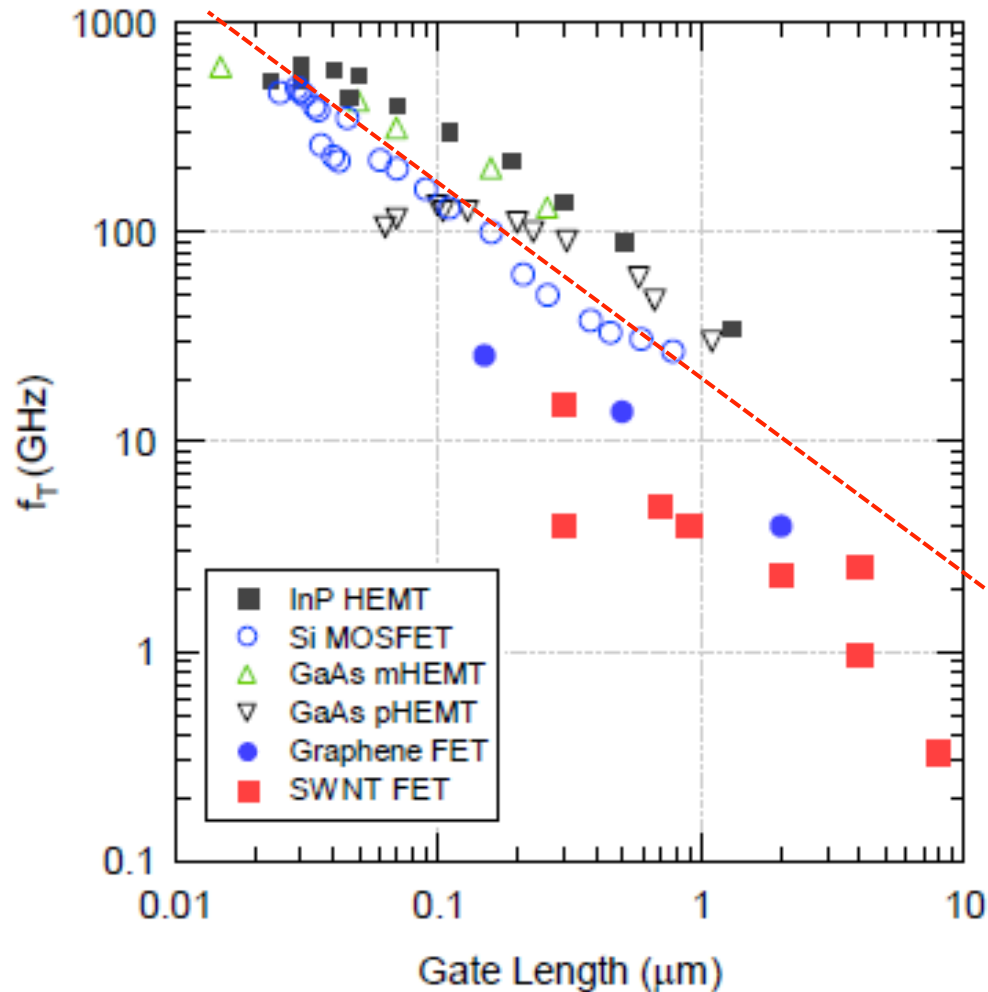 1000
100
10
1
0.1
f_T (GHz)
InP HEMT
Si MOSFET
GaAs mHEMT
GaAs pHEMT
Graphene FET
SWNT FET
0.01 0.1 1 10
Gate Length (μm)